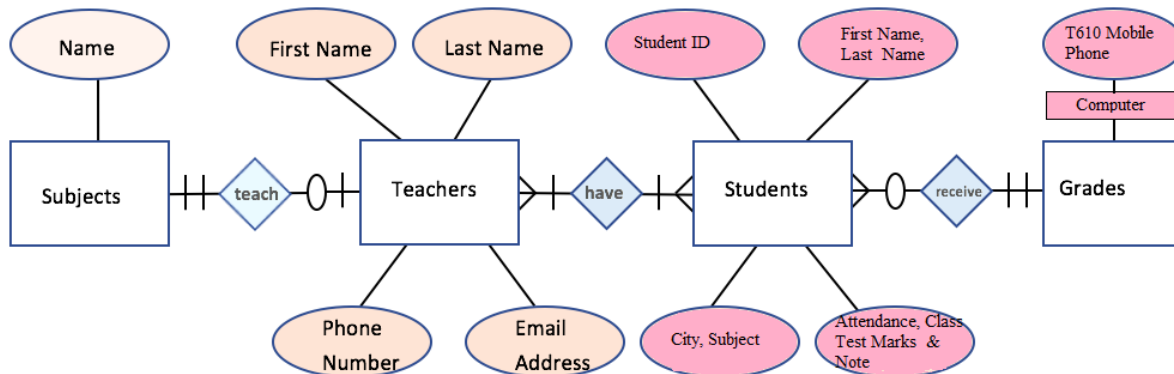 Name
First Name
Last Name
Student ID
First Name,
Last Name
T610 Mobile
Phone
Computer
Subjects
teach
Teachers
have
Students
receive
Grades
Phone
Number
Email
Address
City, Subject
Attendance, Class
Test Marks &
Note